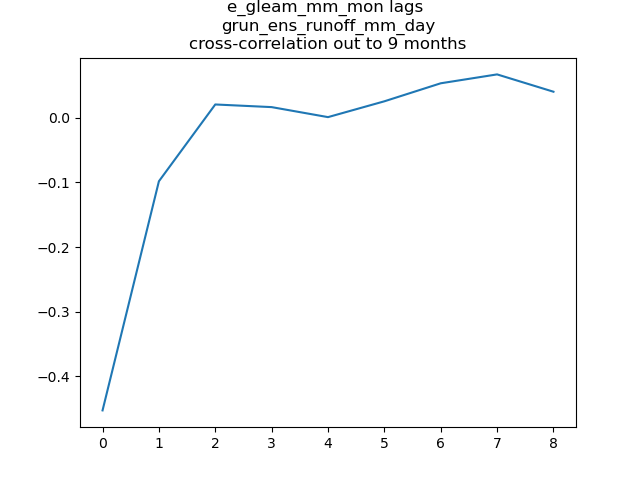 e_gleam_mm_mon lags
grun_ens_runoff_mm_day
cross-correlation out to 9 months
0.0
−0.1
−0.2
−0.3
−0.4
0 1 2 3 4 5 6 7 8